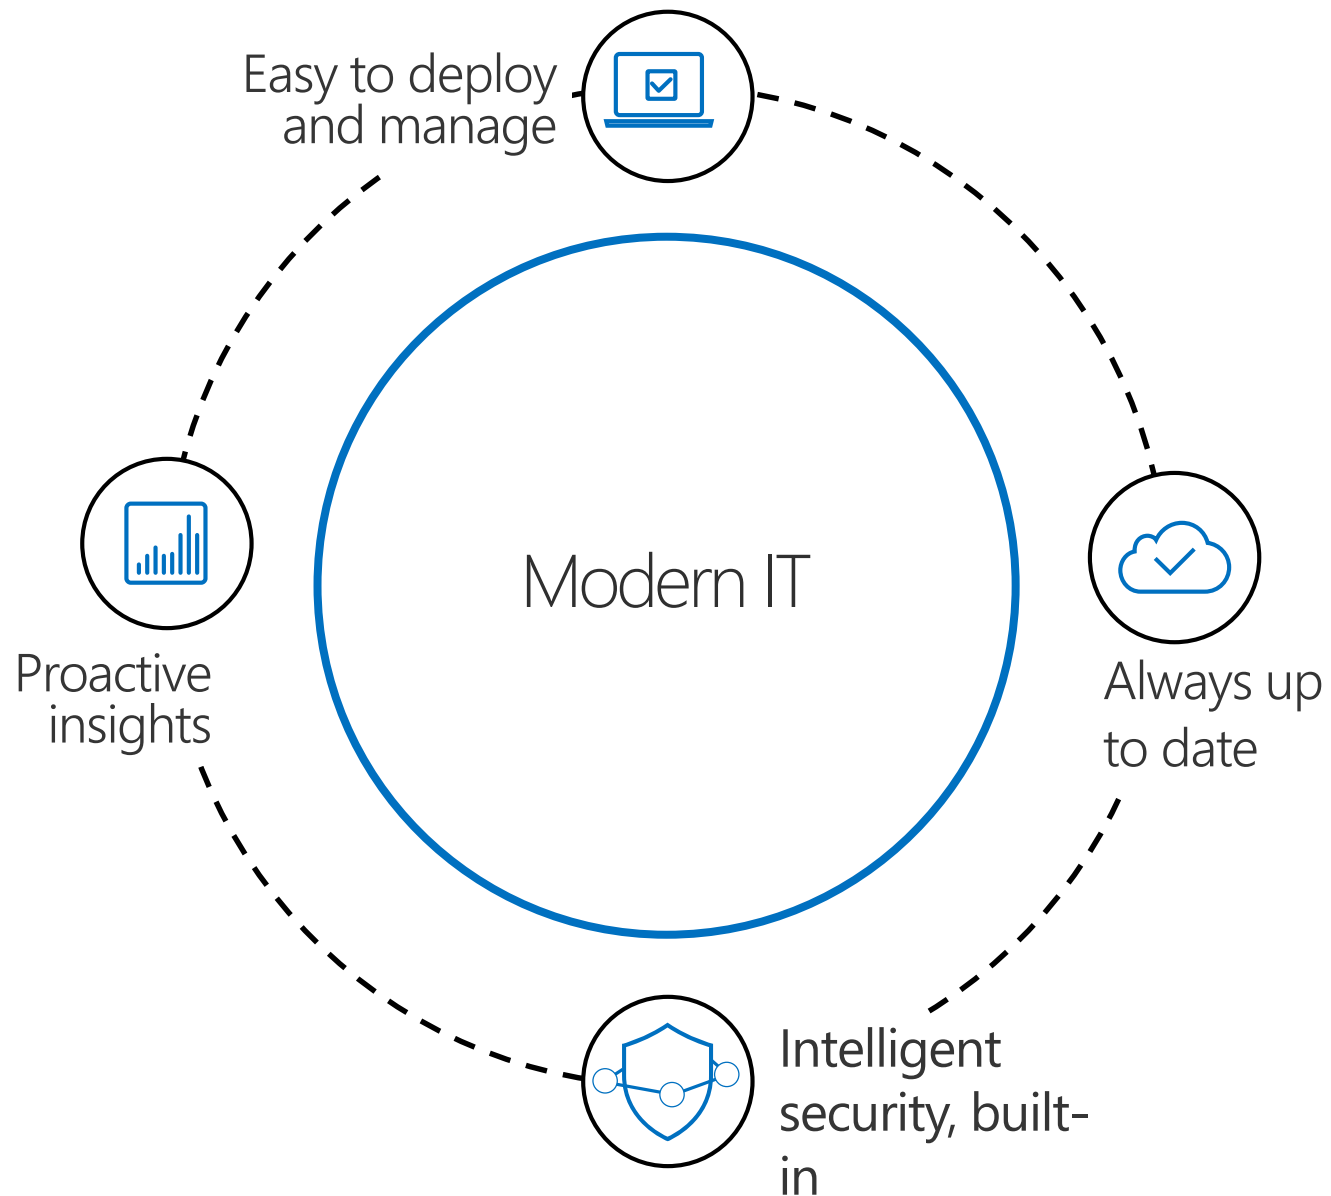 Easy to deploy
and manage
Modern IT
Proactive
insights
Always up
to date
Intelligent
security, built-
in